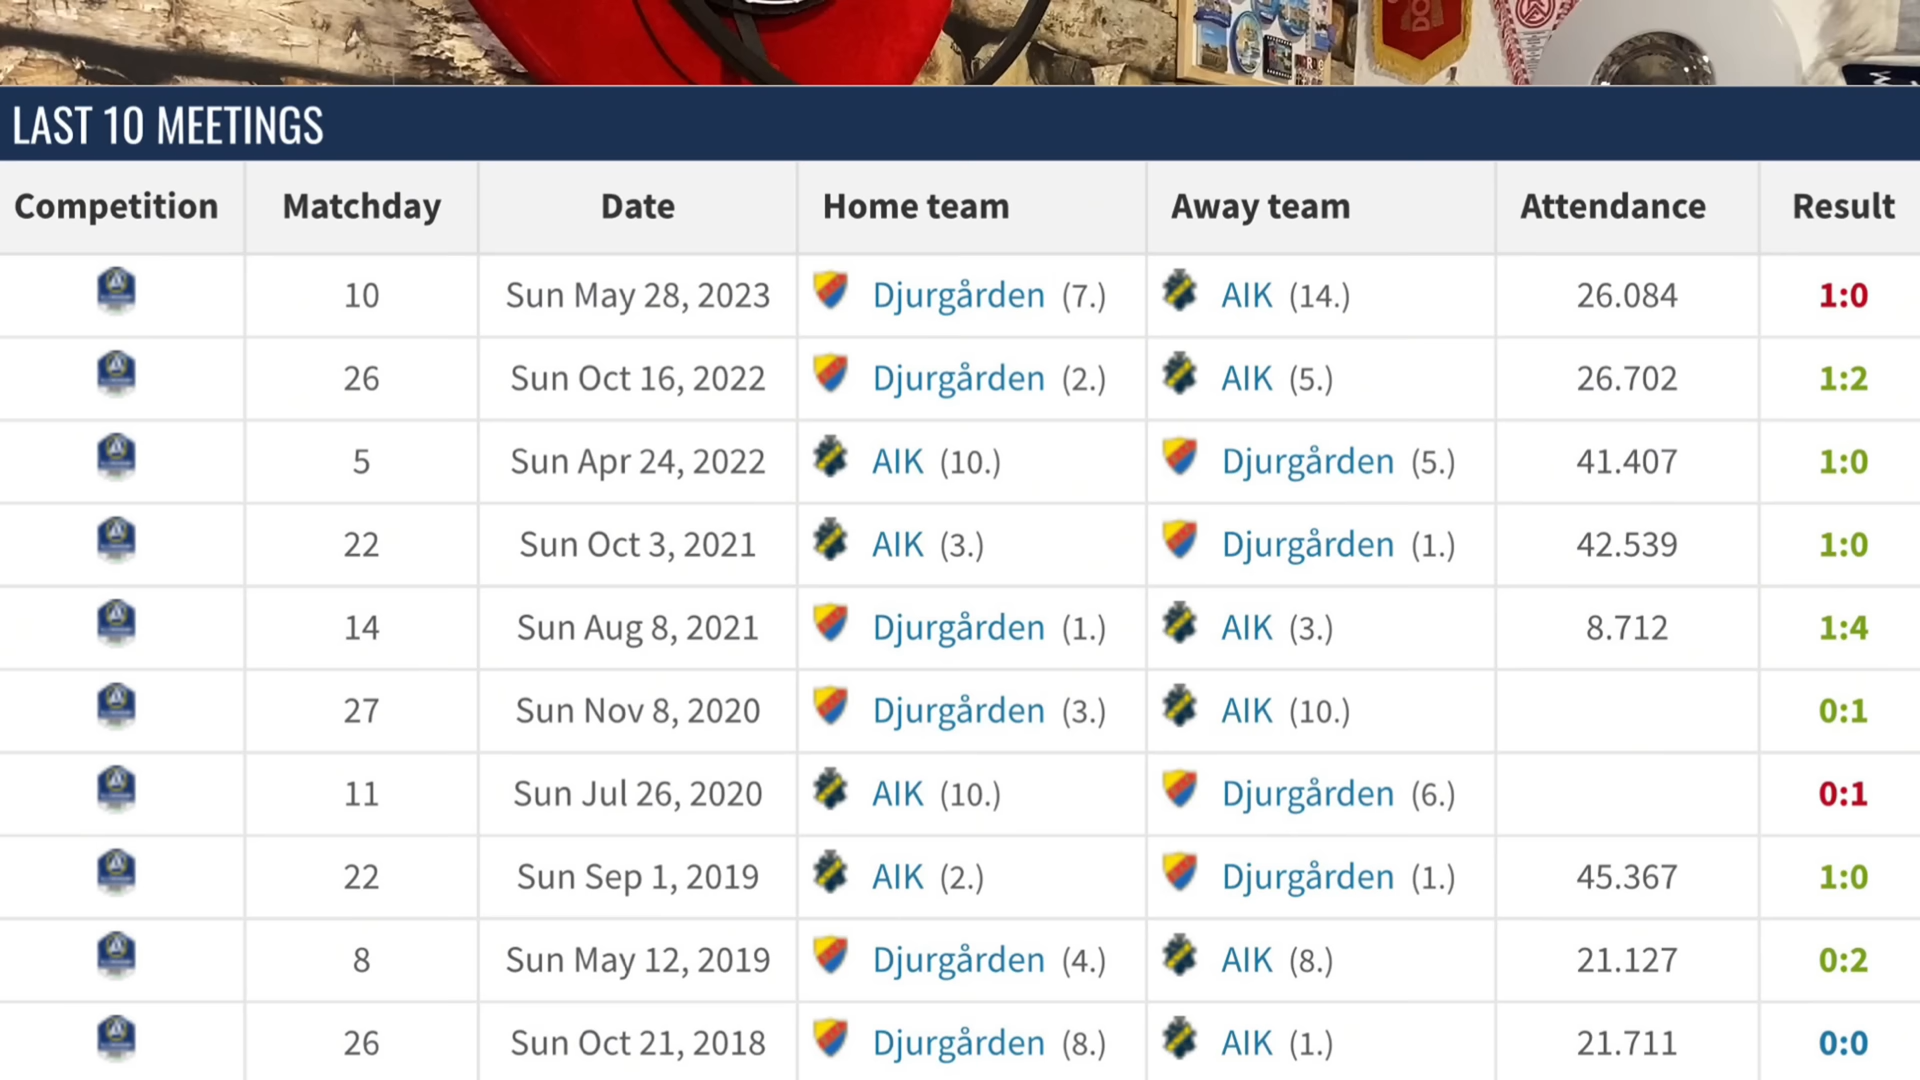 LAST 10 MEETINGS
Competition Matchday Date Home team Away team Attendance Result
10 Sun May 28, 2023 Djurgården (7.) AIK (14.) 26.084 1:0
26 Sun Oct 16, 2022 Djurgården (2.) AIK (5.) 26.702 1:2
5 Sun Apr 24, 2022 AIK (10.) Djurgården (5.) 41.407 1:0
22 Sun Oct 3, 2021 AIK (3.) Djurgården (1.) 42.539 1:0
14 Sun Aug 8, 2021 Djurgården (1.) AIK (3.) 8.712 1:4
27 Sun Nov 8, 2020 Djurgården (3.) AIK (10.) 0:1
11 Sun Jul 26, 2020 AIK (10.) Djurgården (6.) 0:1
22 Sun Sep 1, 2019 AIK (2.) Djurgården (1.) 45.367 1:0
8 Sun May 12, 2019 Djurgården (4.) AIK (8.) 21.127 0:2
26 Sun Oct 21, 2018 Djurgården (8.) AIK (1.) 21.711 0:0